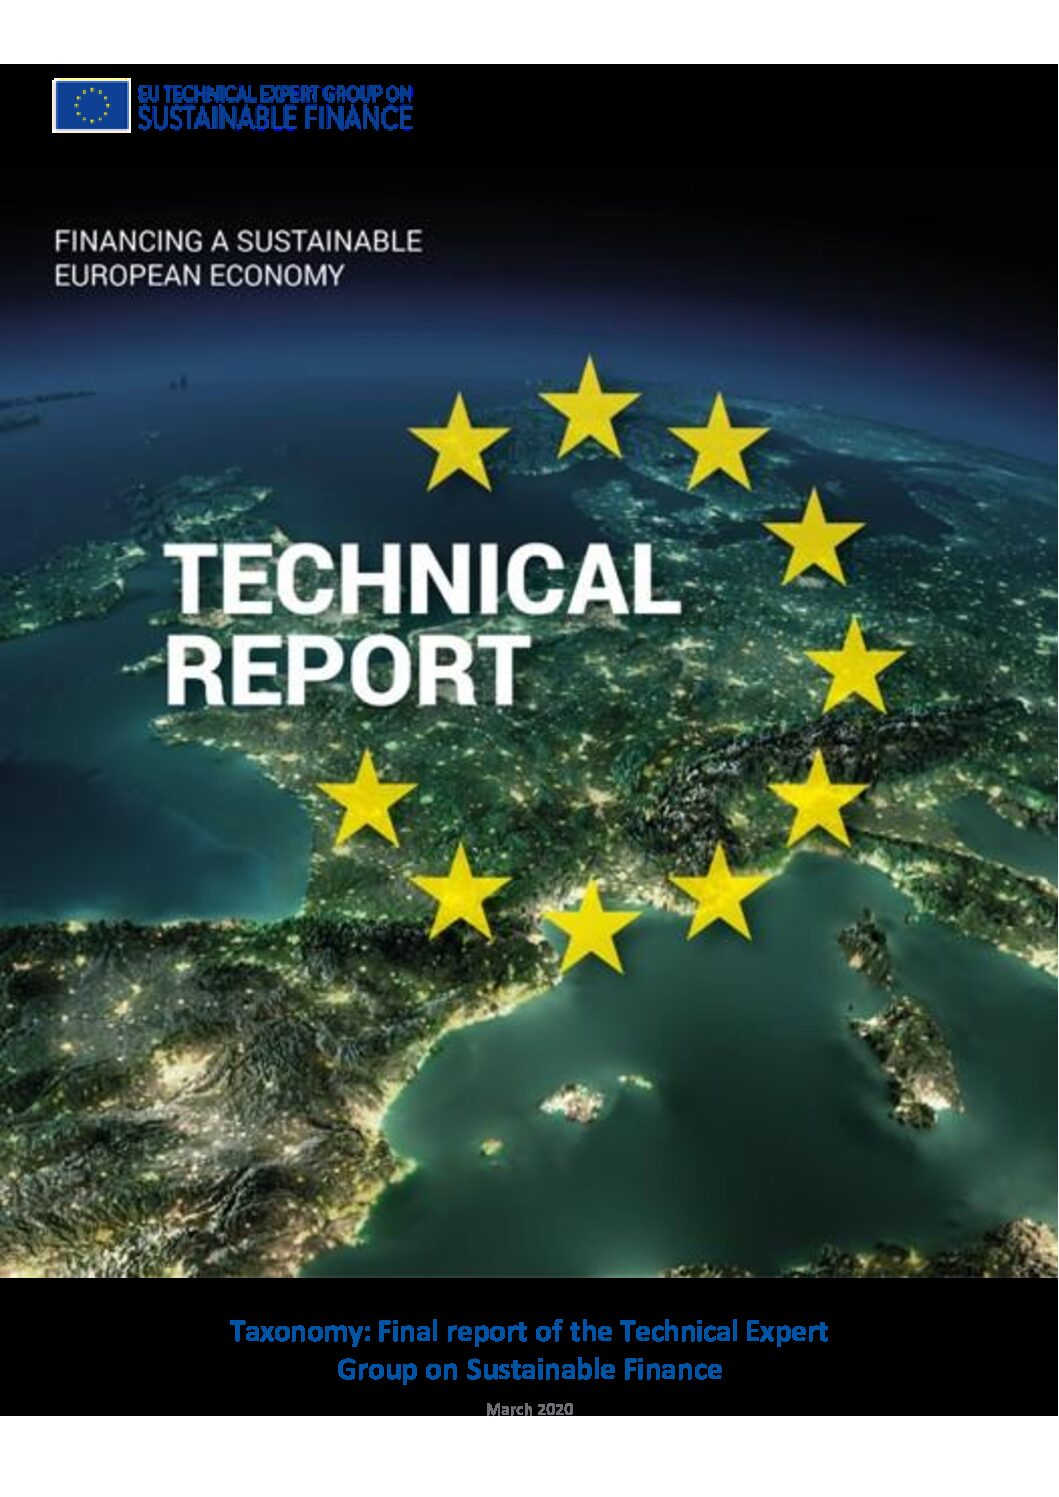 EU TECHNICAL EXPERT GROUP ON
SUSTAINABLE FINANCE
FINANCING A SUSTAINABLE
EUROPEAN ECONOMY
TECHNICAL
REPORT
Taxonomy: Final report of the Technical Expert
Group on Sustainable Finance
March 2020